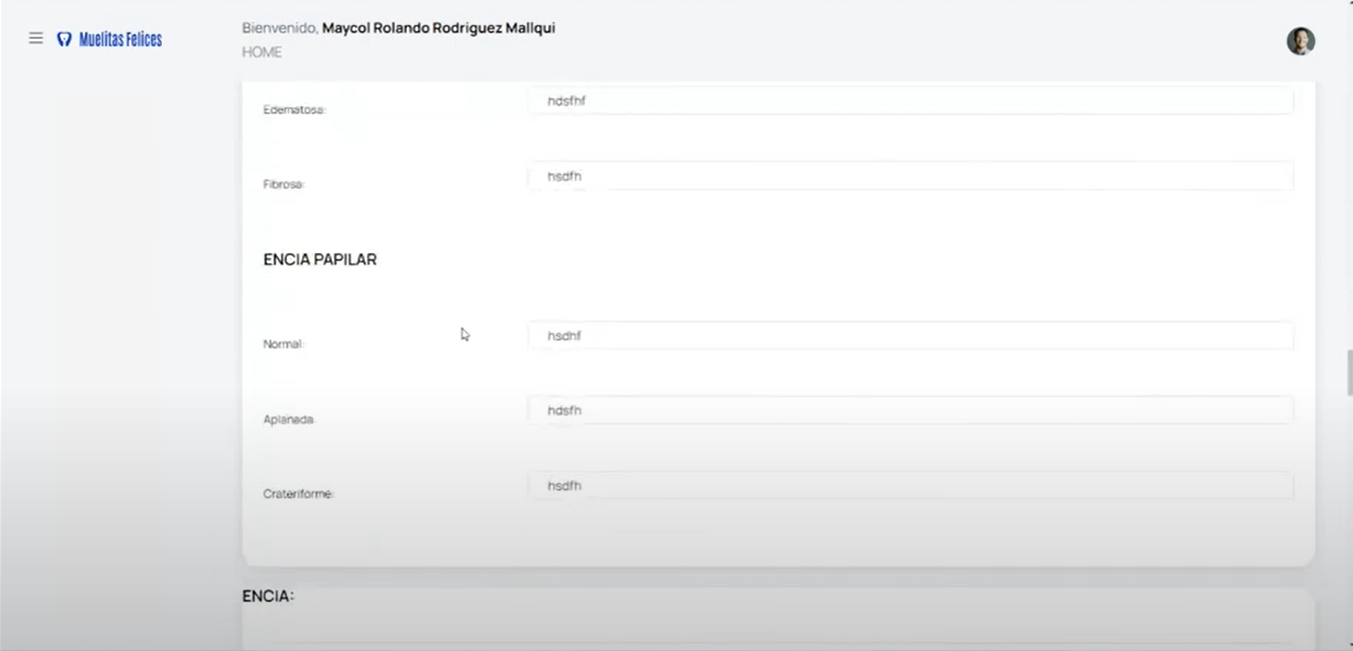 Muelitas Felices
Bienvenido, Maycol Rolando Rodriguez Mallqui
HOME
Edematosa: hdsfhf
Fibrosa: hsdfh
ENCIA PAPILAR
Normal: hsdhf
Aplanada hdsfh
Crateriforme: hsdfh
ENCIA: